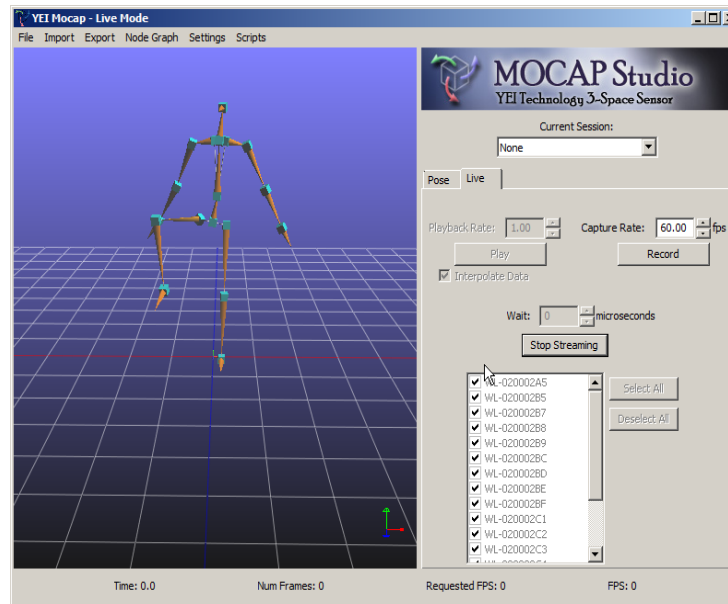 YEI Mocap - Live Mode
File Import Export Node Graph Settings Scripts
MOCAP Studio
YEI Technology 3-Space Sensor
Current Session:
None
Pose Live
Playback Rate: 1.00 Capture Rate: 60.00 fps
Play Record
Interpolate Data
Wait: 0 microseconds
Stop Streaming
WL-020002A5
Select All
WL-020002B5
WL-020002B7
Deselect All
WL-020002B8
WL-020002B9
WL-020002BC
WL-020002BD
WL-020002BE
WL-020002BF
WL-020002C1
WL-020002C2
WL-020002C3
Time: 0.0 Num Frames: 0 Requested FPS: 0 FPS: 0